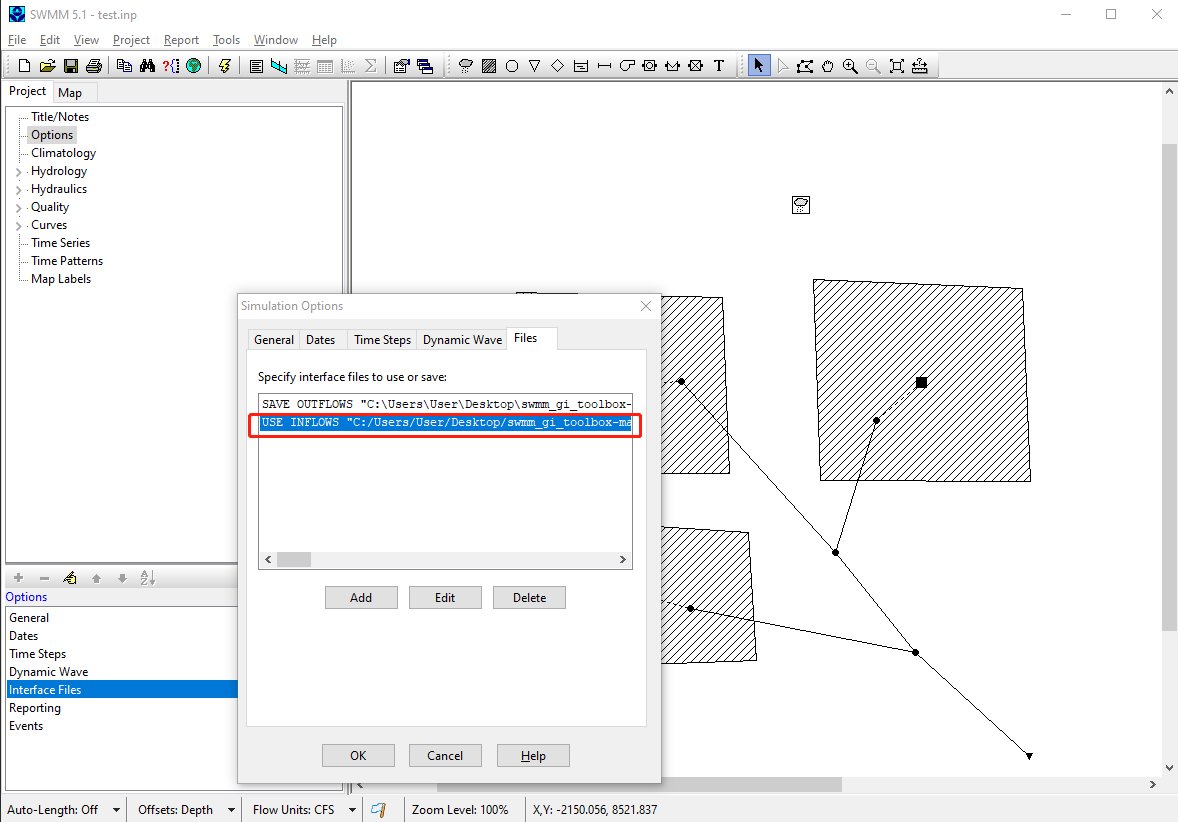 SWMM 5.1 - test.inp
File Edit View Project Report Tools Window Help
?{}
Σ
T
Project Map
Title/Notes
Options
Climatology
Hydrology
Hydraulics
Quality
Curves
Time Series
Time Patterns
Map Labels
Simulation Options
General Dates Time Steps Dynamic Wave Files
Specify interface files to use or save:
SAVE OUTFLOWS "C:\Users\User\Desktop\swmm_gi_toolbox-
USE INFLOWS "C:/Users/User/Desktop/swmm_gi_toolbox-ma
Add Edit Delete
OK Cancel Help
Options
General
Dates
Time Steps
Dynamic Wave
Interface Files
Reporting
Events
Auto-Length: Off Offsets: Depth Flow Units: CFS Zoom Level: 100% X,Y: -2150.056, 8521.837